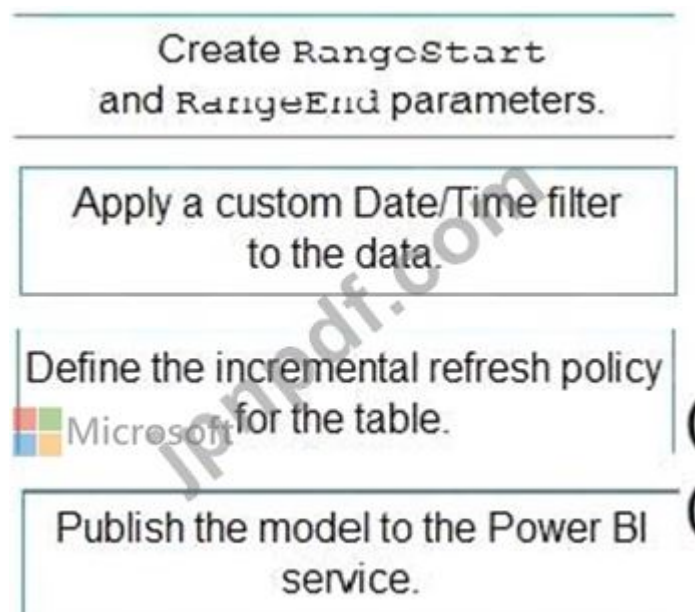 Create RangeStart
and RangeEnd parameters.
Apply a custom Date/Time filter
to the data.
Define the incremental refresh policy
for the table.
Microsoft
Publish the model to the Power BI
service.
jpnpdf.com